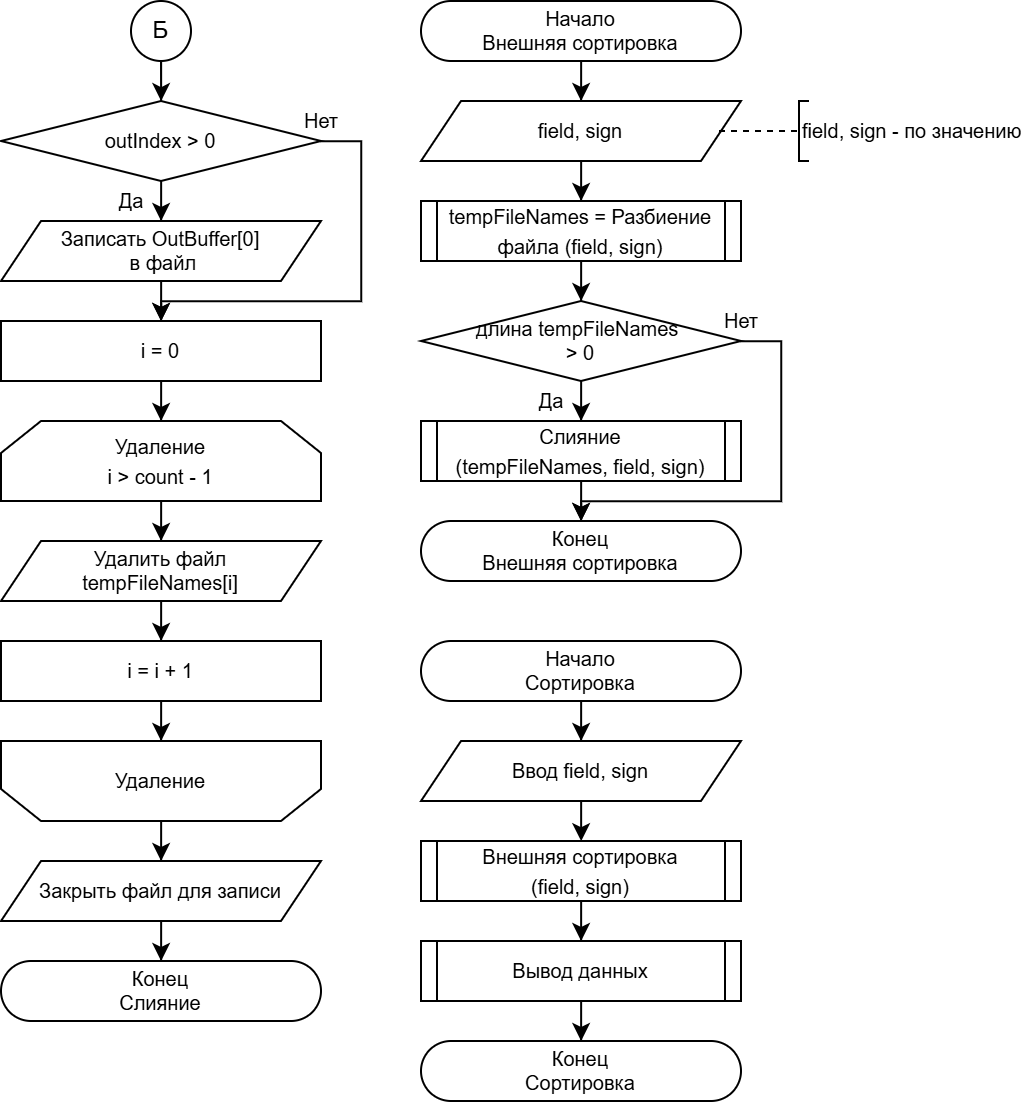 Б
outIndex > 0
Нет
Да
Записать OutBuffer[0]
в файл
i = 0
Удаление
i > count - 1
Удалить файл
tempFileNames[i]
i = i + 1
Удаление
Закрыть файл для записи
Конец
Слияние
Начало
Внешняя сортировка
field, sign
field, sign - по значению
tempFileNames = Разбиение
файла (field, sign)
длина tempFileNames
> 0
Нет
Да
Слияние
(tempFileNames, field, sign)
Конец
Внешняя сортировка
Начало
Сортировка
Ввод field, sign
Внешняя сортировка
(field, sign)
Вывод данных
Конец
Сортировка